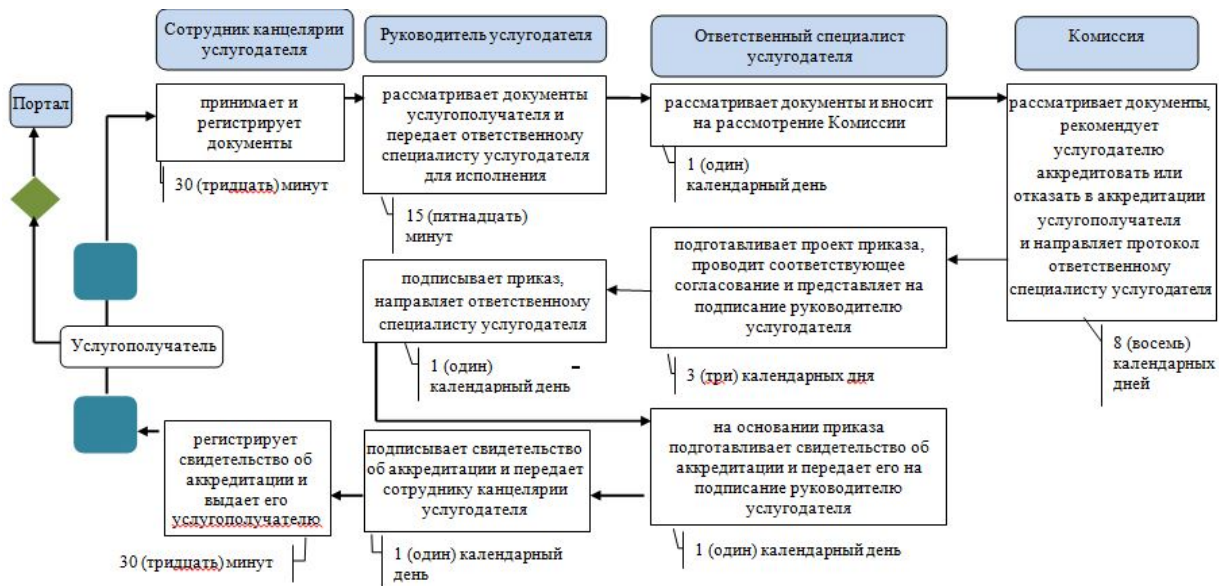 Сотрудник канцелярии
услугодателя
Руководитель услугодателя
Ответственный специалист
услугодателя
Комиссия
Портал
принимает и
регистрирует
документы
30 (тридцать) минут
рассматривает документы
услугополучателя и
передает ответственному
специалисту услугодателя
для исполнения
15 (пятнадцать)
минут
рассматривает документы и вносит
на рассмотрение Комиссии
1 (один)
календарный день
рассматривает документы,
рекомендует
услугодателю
аккредитовать или
отказать в аккредитации
услугополучателя
и направляет протокол
ответственному
специалисту услугодателя
8 (восемь)
календарных
дней
подготавливает проект приказа,
проводит соответствующее
согласование и представляет на
подписание руководителю
услугодателя
3 (три) календарных дня
подписывает приказ,
направляет ответственному
специалисту услугодателя
1 (один) –
календарный день
Услугополучатель
на основании приказа
подготавливает свидетельство об
аккредитации и передает его на
подписание руководителю
услугодателя
1 (один) календарный день
подписывает свидетельство
об аккредитации и передает
сотруднику канцелярии
услугодателя
1 (один) календарный
день
регистрирует
свидетельство об
аккредитации и
выдает его
услугополучателю
30 (тридцать) минут